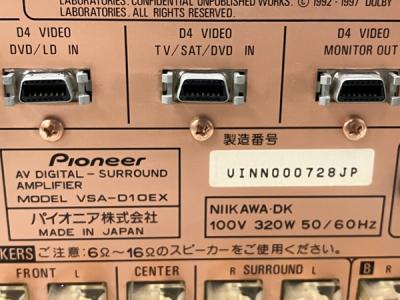 LABORATORIES. CONFIDENTIAL UNPUBLISHED WORKS. © 1992-1997 DOLBY
LABORATORIES. ALL RIGHTS RESERVED.
D4 VIDEO
DVD/LD IN
D4 VIDEO
TV/SAT/DVD IN
D4 VIDEO
MONITOR OUT
Pioneer
AV DIGITAL - SURROUND
AMPLIFIER
MODEL VSA-D10EX
パイオニア株式会社
MADE IN JAPAN
製造番号
UINN000728JP
NIIKAWA·DK
100V 320W 50/60Hz
KERS ご注意:6Ω~16Ωのスピーカーをご使用ください。
FRONT L
CENTER
R SURROUND L
B R